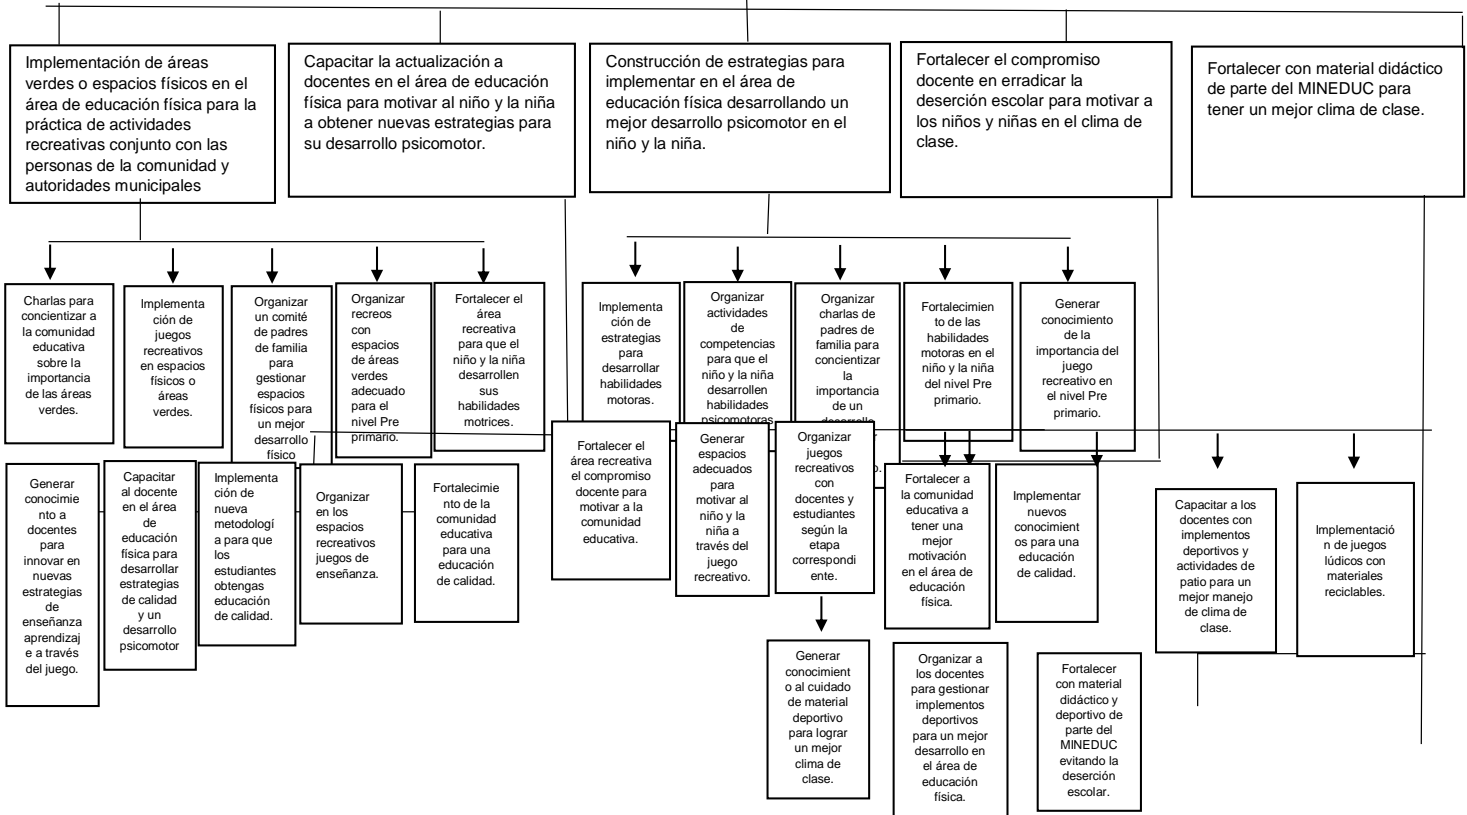 Implementación de áreas
verdes o espacios físicos en el
área de educación física para la
práctica de actividades
recreativas conjunto con las
personas de la comunidad y
autoridades municipales
Capacitar la actualización a
docentes en el área de educación
física para motivar al niño y la niña
a obtener nuevas estrategias para
su desarrollo psicomotor.
Construcción de estrategias para
implementar en el área de
educación física desarrollando un
mejor desarrollo psicomotor en el
niño y la niña.
Fortalecer el compromiso
docente en erradicar la
deserción escolar para motivar a
los niños y niñas en el clima de
clase.
Fortalecer con material didáctico
de parte del MINEDUC para
tener un mejor clima de clase.
Charlas para
concientizar a
la comunidad
educativa
sobre la
importancia
de las áreas
verdes.
Implementa
ción de
juegos
recreativos
en espacios
físicos o
áreas
verdes.
Organizar
un comité
de padres
de familia
para
gestionar
espacios
físicos para
un mejor
desarrollo
físico
Organizar
recreos
con
espacios
de áreas
verdes
adecuado
para el
nivel Pre
primario.
Fortalecer el
área
recreativa
para que el
niño y la niña
desarrollen
sus
habilidades
motrices.
Implementa
ción de
estrategias
para
desarrollar
habilidades
motoras.
Organizar
actividades
de
competencias
para que el
niño y la niña
desarrollen
habilidades
psicomotoras
Organizar
charlas de
padres de
familia para
concientizar
la
importancia
de un
desarrollo
Fortalecimien
to de las
habilidades
motoras en el
niño y la niña
del nivel Pre
primario.
Generar
conocimiento
de la
importancia del
juego
recreativo en
el nivel Pre
primario.
Generar
conocimie
nto a
docentes
para
innovar en
nuevas
estrategias
de
enseñanza
aprendizaj
e a través
del juego.
Capacitar
al docente
en el área
de
educación
física para
desarrollar
estrategias
de calidad
y un
desarrollo
psicomotor
Implementa
ción de
nueva
metodologí
a para que
los
estudiantes
obtengas
educación
de calidad.
Organizar
en los
espacios
recreativos
juegos de
enseñanza.
Fortalecimie
nto de la
comunidad
educativa
para una
educación
de calidad.
Fortalecer el
área recreativa
el compromiso
docente para
motivar a la
comunidad
educativa.
Generar
espacios
adecuados
para
motivar al
niño y la
niña a
través del
juego
recreativo.
Organizar
juegos
recreativos
con
docentes y
estudiantes
según la
etapa
correspondi
ente.
Fortalecer a
la comunidad
educativa a
tener una
mejor
motivación
en el área de
educación
física.
Implementar
nuevos
conocimient
os para una
educación
de calidad.
Capacitar a los
docentes con
implementos
deportivos y
actividades de
patio para un
mejor manejo
de clima de
clase.
Implementació
n de juegos
lúdicos con
materiales
reciclables.
Generar
conocimient
o al cuidado
de material
deportivo
para lograr
un mejor
clima de
clase.
Organizar a
los docentes
para gestionar
implementos
deportivos
para un mejor
desarrollo en
el área de
educación
física.
Fortalecer
con material
didáctico y
deportivo de
parte del
MINEDUC
evitando la
deserción
escolar.